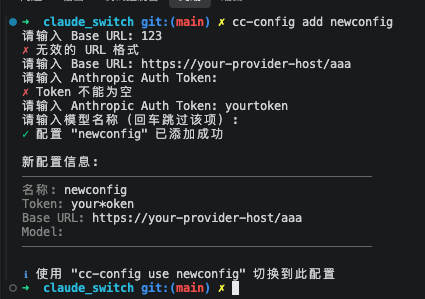 ➜ claude_switch git:(main) ✗ cc-config add newconfig
请输入 Base URL: 123
✗ 无效的 URL 格式
请输入 Base URL: https://your-provider-host/aaa
请输入 Anthropic Auth Token:
✗ Token 不能为空
请输入 Anthropic Auth Token: yourtoken
请输入模型名称 (回车跳过该项) :
✓ 配置 "newconfig" 已添加成功
新配置信息:
名称: newconfig
Token: your*oken
Base URL: https://your-provider-host/aaa
Model:
ℹ 使用 "cc-config use newconfig" 切换到此配置
➜ claude_switch git:(main) ✗